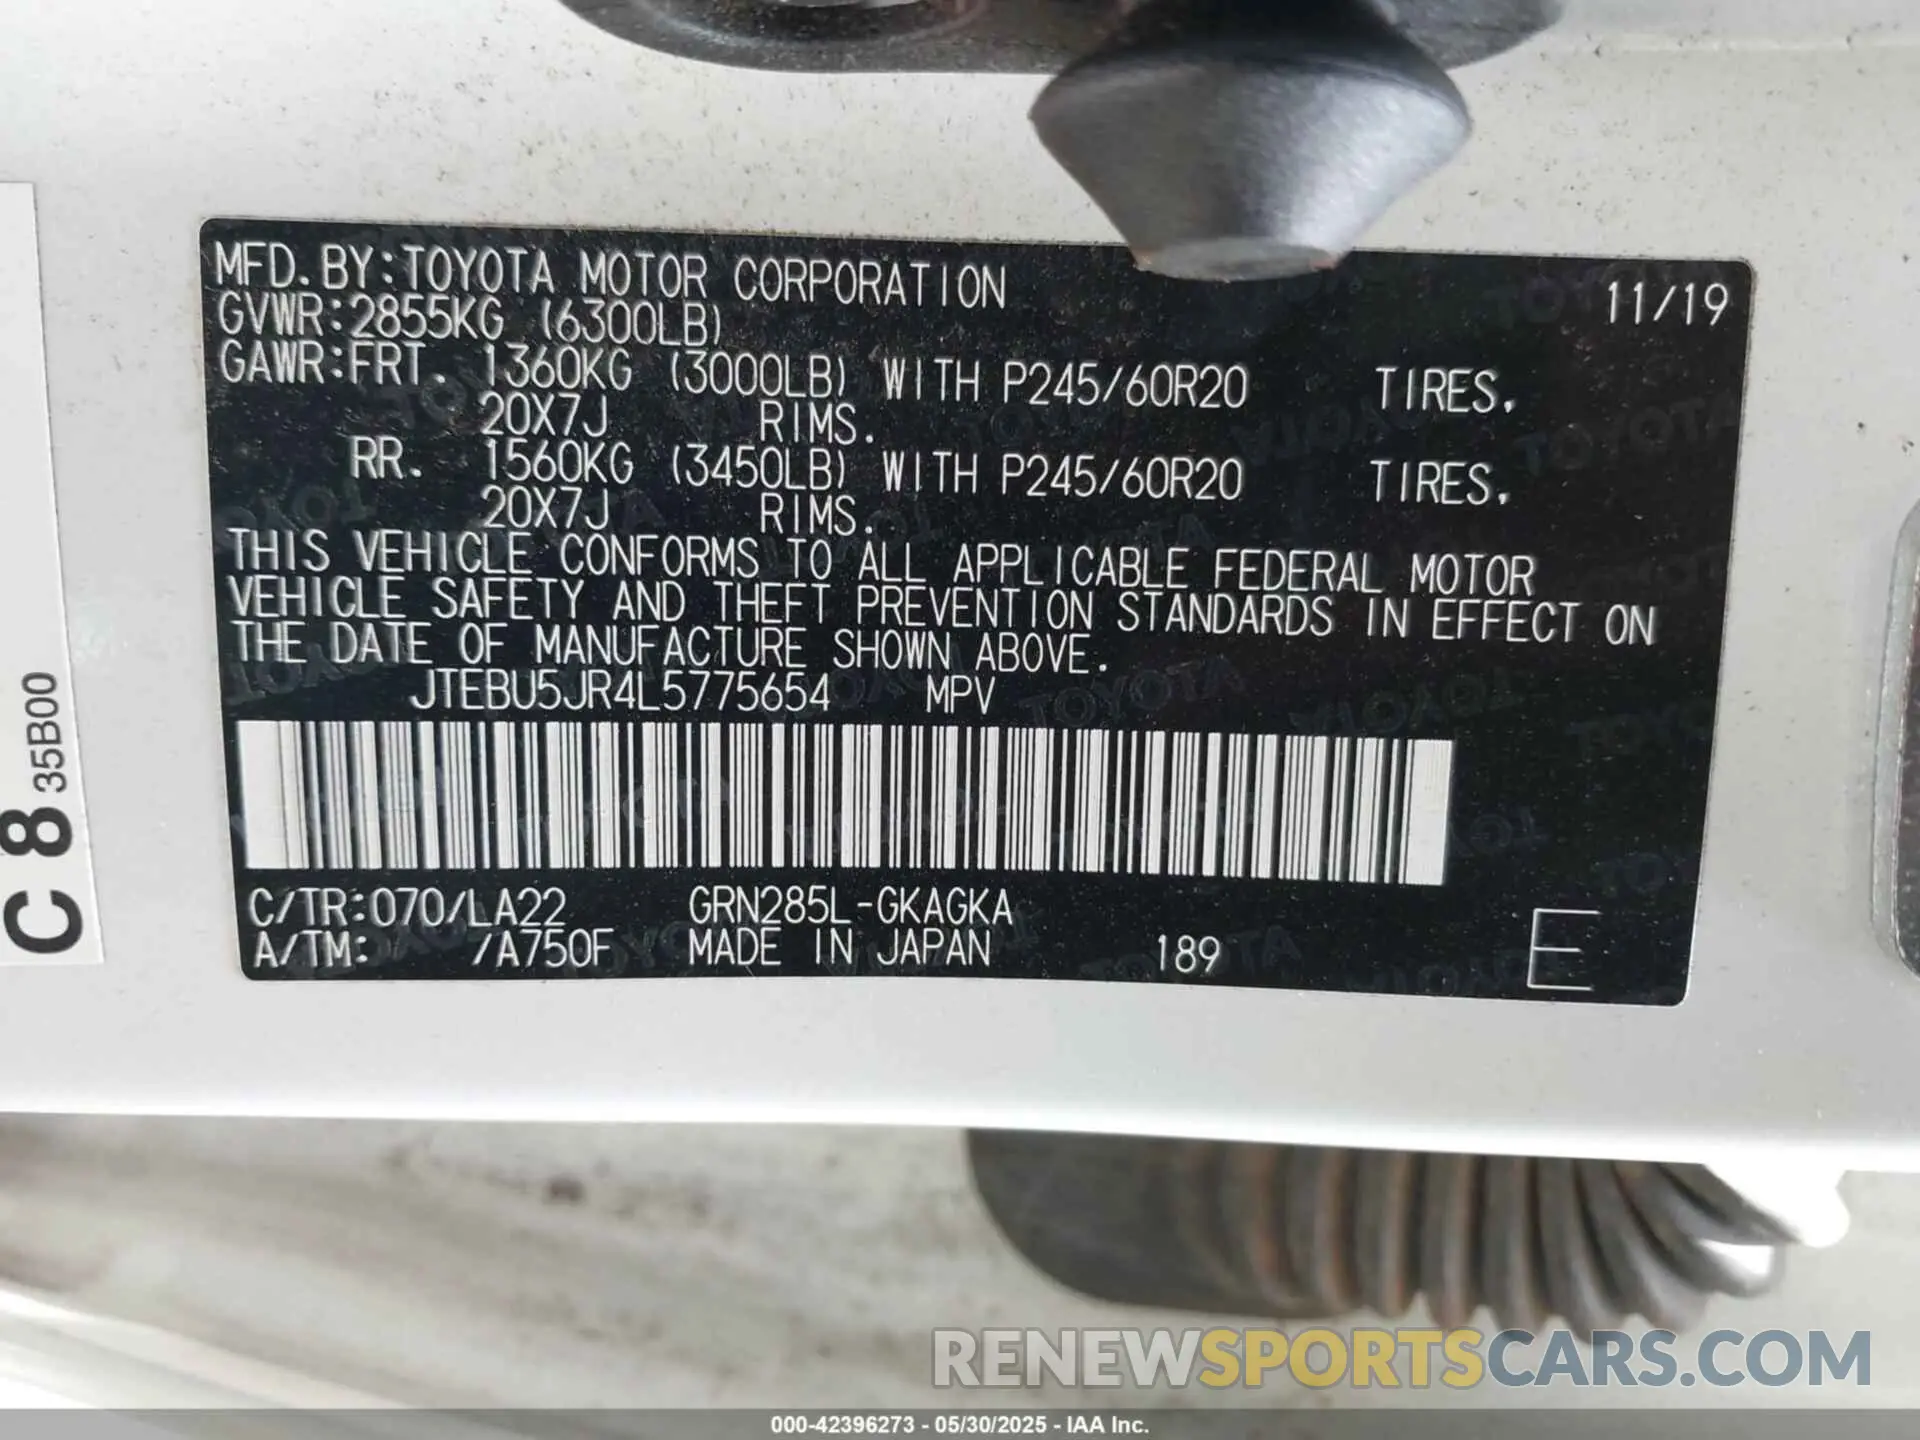 MFD.BY:TOYOTA MOTOR CORPORATION 11/19
GVWR:2855KG (6300LB)
GAWR:FRT. 1360KG (3000LB) WITH P245/60R20 TIRES,
20X7J RIMS.
RR. 1560KG (3450LB) WITH P245/60R20 TIRES,
20X7J RIMS.
THIS VEHICLE CONFORMS TO ALL APPLICABLE FEDERAL MOTOR
VEHICLE SAFETY AND THEFT PREVENTION STANDARDS IN EFFECT ON
THE DATE OF MANUFACTURE SHOWN ABOVE.
JTEBU5JR4L5775654 MPV
C/TR:070/LA22 GRN285L-GKAGKA
A/TM: /A750F MADE IN JAPAN 189 E
C8 35B00
RENEWSPORTSCARS.COM
000-42396273 - 05/30/2025 - IAA Inc.